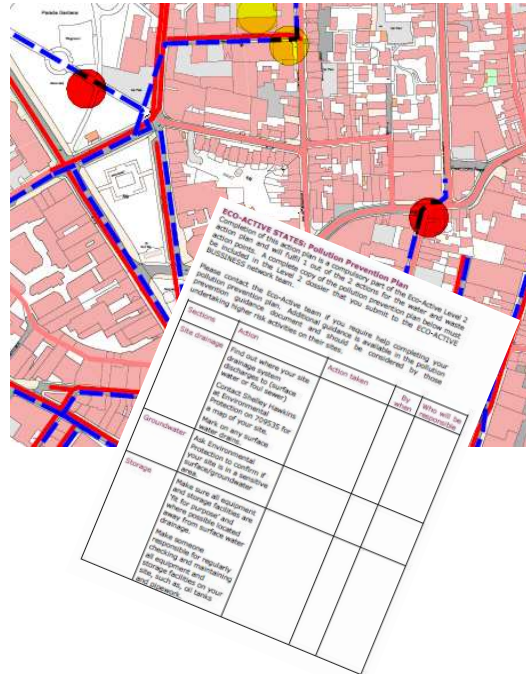 ECO-ACTIVE STATES: Pollution Prevention Plan
Completion of this action plan is a compulsory part of the Eco-Active Level 2
action plan and will fulfil 1 out of the 2 actions for the water and waste
action points. A complete copy of the pollution prevention plan below must
be included in the Level 2 dossier that you submit to the ECO-ACTIVE
BUSSINESS network team.
Please contact the Eco-Active team if you require help completing your
pollution prevention plan. Additional guidance is available in the pollution
prevention guidance document and should be considered by those
undertaking higher risk activities on their sites.
Sections
Action
Action taken
By
when
Who will be
responsible
Site drainage
Find out where your site
drainage system
discharges to (surface
water or foul sewer)
Contact Shelley Hawkins
at Environmental
Protection on 709535 for
a map of your site.
Mark on any surface
water drains.
Groundwater
Ask Environmental
Protection to confirm if
your site is in a sensitive
surface/groundwater
area.
Storage
Make sure all equipment
and storage facilities are
'fit for purpose' and
where possible located
away from surface water
drainage.
Make someone
responsible for regularly
checking and maintaining
all equipment and
storage facilities on your
site, such as, oil tanks
and pipework